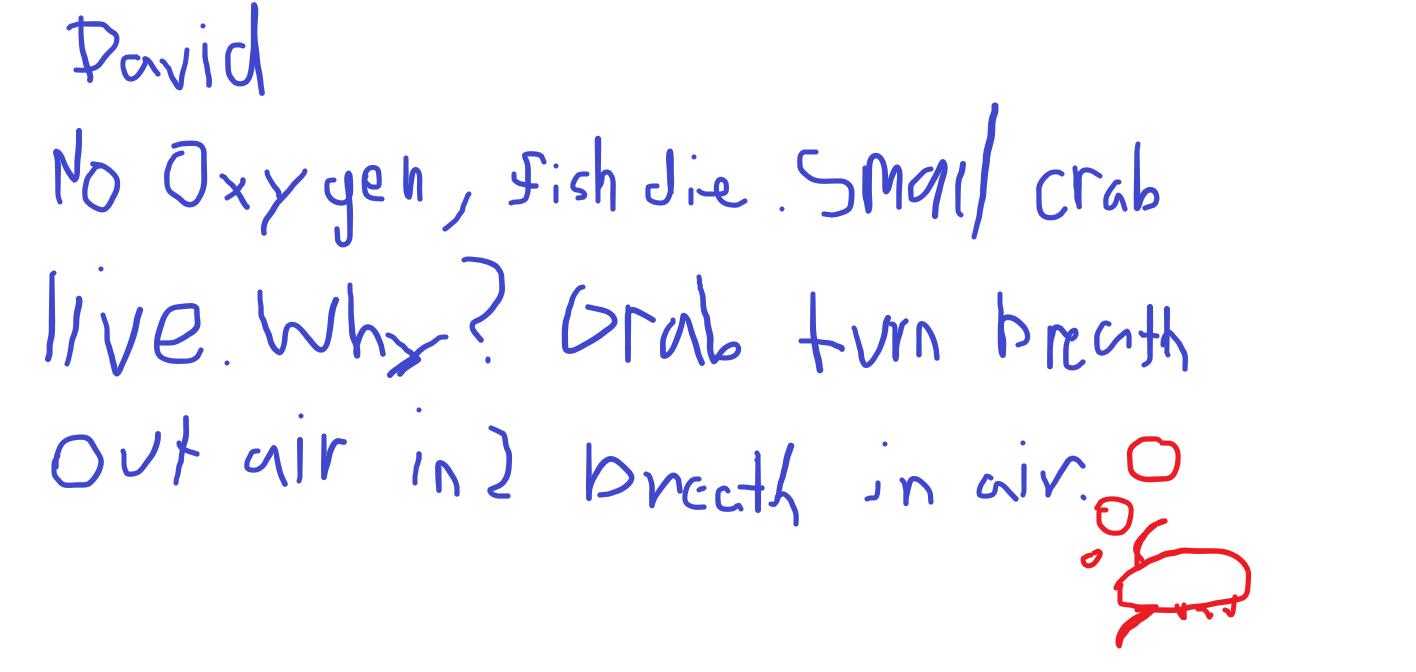 David
No Oxygen, fish die. Small crab
live. Why? Crab turn breath
out air in2 breath in air.